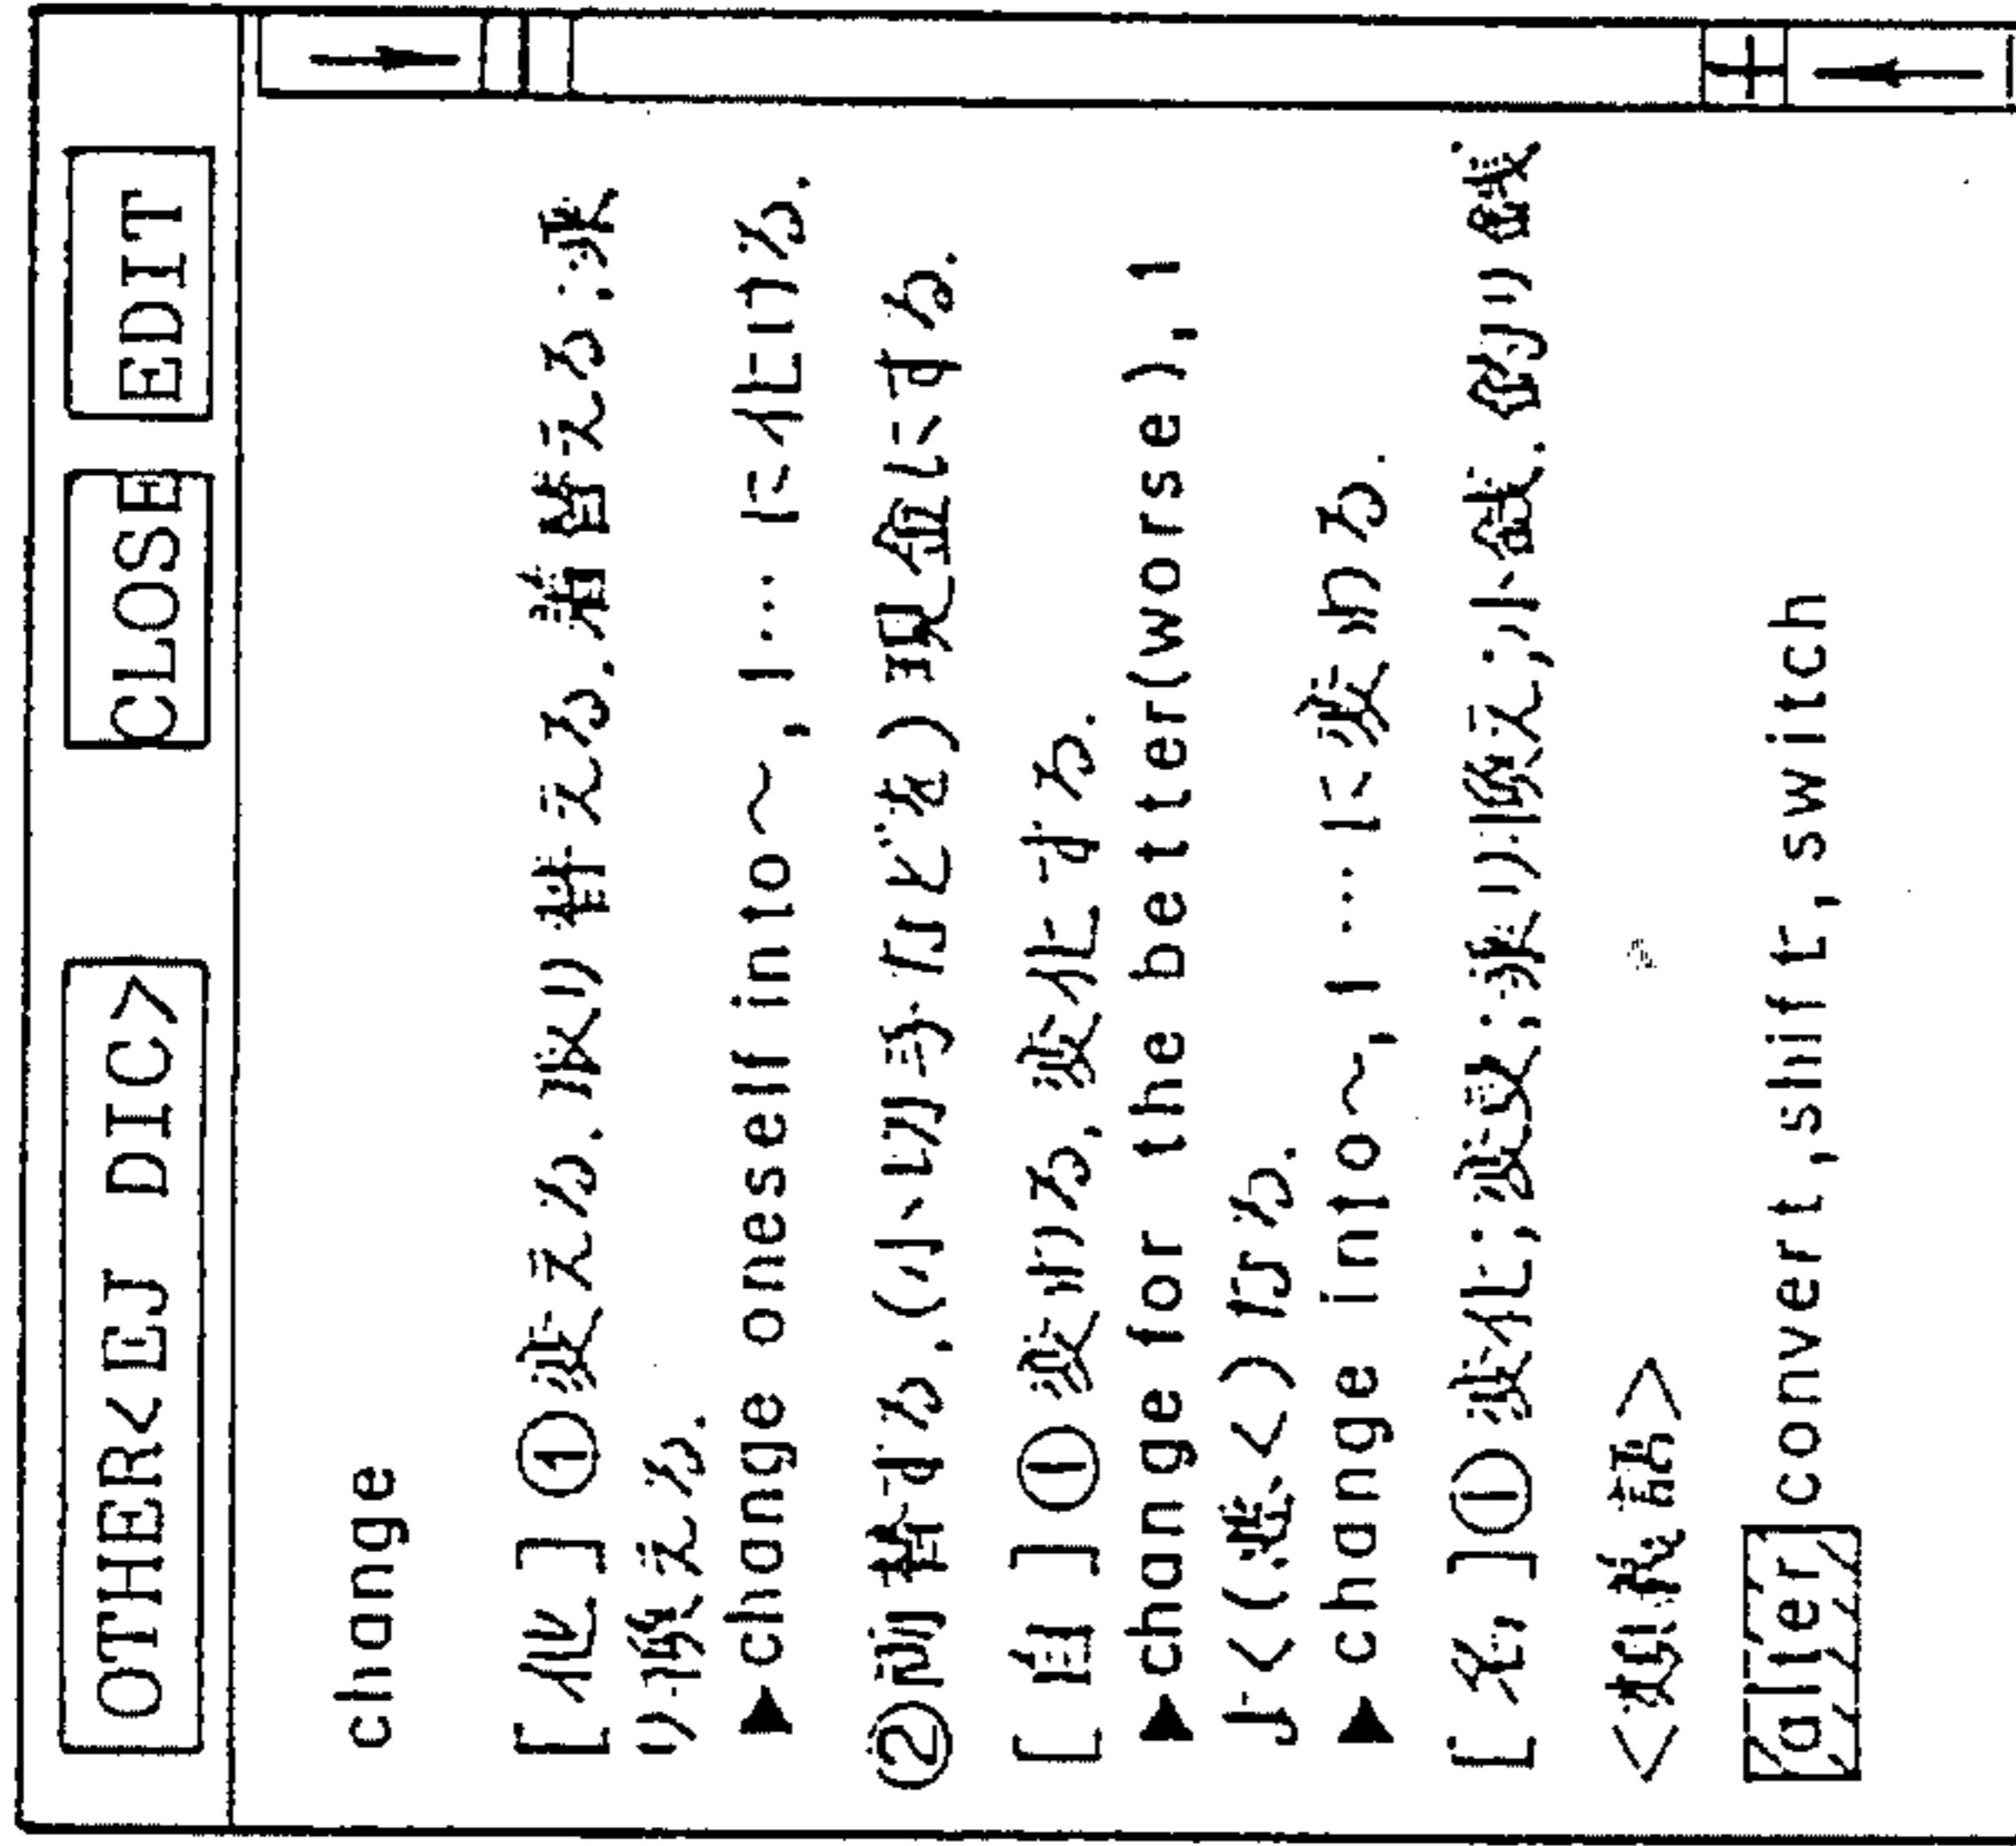 OTHER<EJ DIC> CLOSE EDIT
change
[他]①変える.取り替える.着替える;乗
り換える.
▲change oneself into～, 1…に化ける.
②両替する.(小切手などを)現金にする.
[自]①変わる,変化する.
▲change for the better(worse), 1
よく(悪く)なる.
▲change into～, 1…に変わる.
[名]①変化;変更;乗り換え;小銭.釣り銭
<類義語>
alter convert,shift,switch